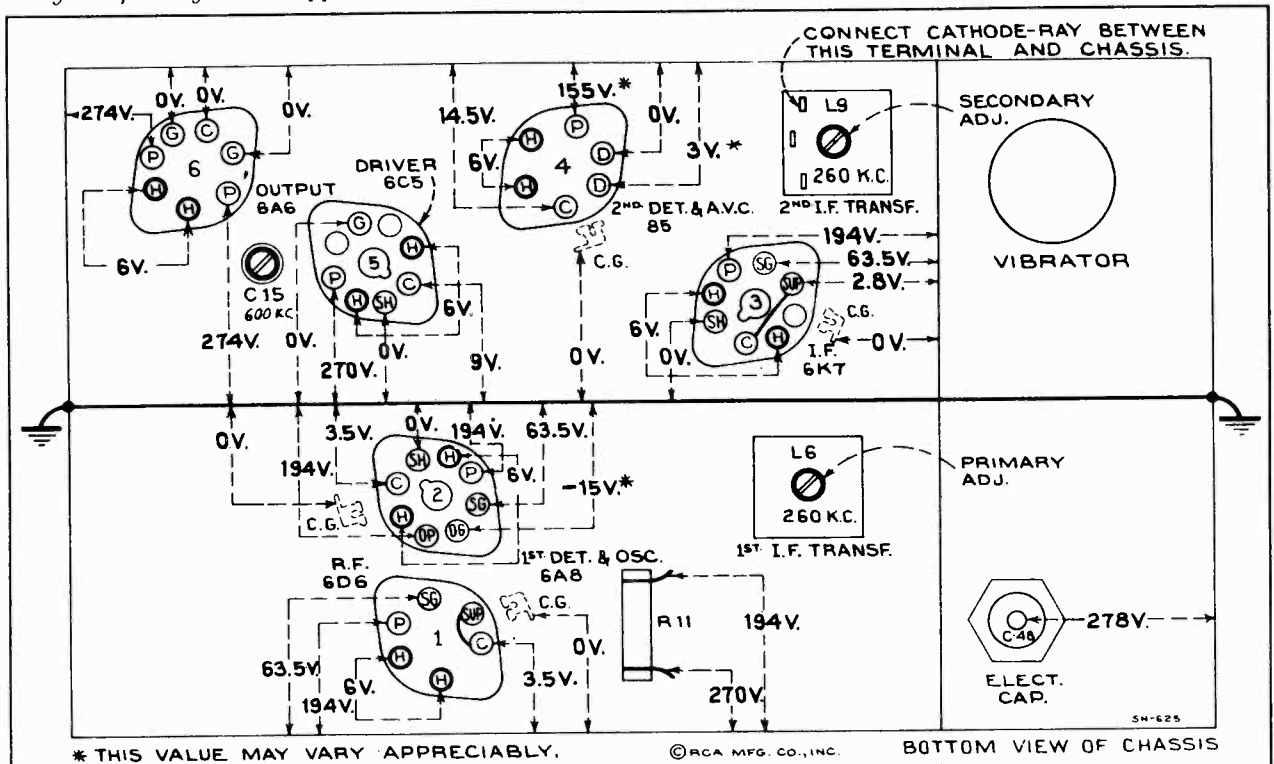 CONNECT CATHODE-RAY BETWEEN
THIS TERMINAL AND CHASSIS.
274V.
0V.
0V.
0V.
14.5V.
155V.*
0V.
3V.*
L9
SECONDARY
ADJ.
260 K.C.
2ND I.F. TRANSF.
VIBRATOR
G
C
P
G
6
H
P
H
OUTPUT
6A6
6V.
DRIVER
6C5
G
H
5
P
C
H
SH
6V.
H
P
4
D
6V.
H
D
C
2ND. DET. & A.V.C.
85
C.G.
194V.
63.5V.
2.8V.
P
SG
SUP
H
3
SH
C
H
C.G.
6V.
0V.
I.F.
6K7
0V.
C 15
600 KC
274V.
0V.
270V.
0V.
9V.
0V.
0V.
3.5V.
0V.
194V.
63.5V.
194V.
6V.
-15V.*
SH
H
P
C
2
SG
H
DP
DG
C.G.
1ST. DET. & OSC.
6A8
L6
PRIMARY
ADJ.
260 K.C.
1ST. I.F. TRANSF.
R.F.
6D6
SG
SUP
P
1
C
H
H
C.G.
63.5V
194V.
6V.
3.5V.
0V.
R 11
194V.
270V.
C-48
278V.
ELECT.
CAP.
SH-625
* THIS VALUE MAY VARY APPRECIABLY.
©RCA MFG. CO., INC.
BOTTOM VIEW OF CHASSIS